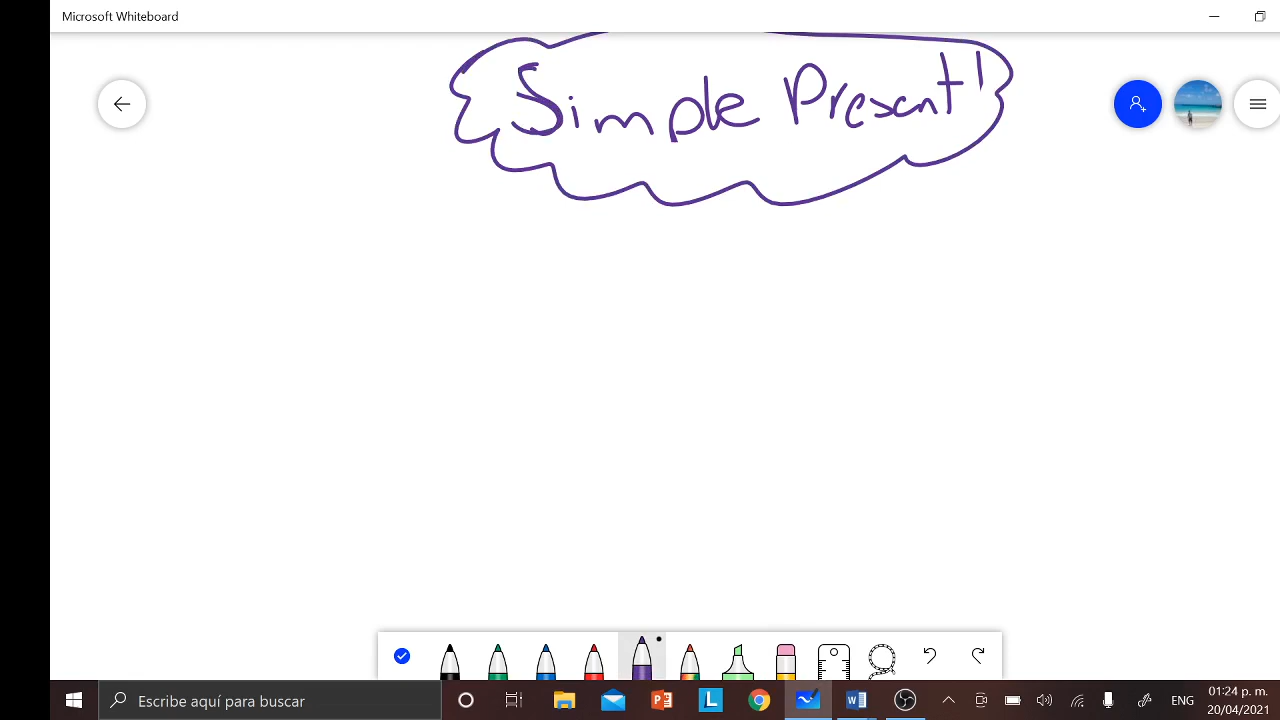 Microsoft Whiteboard
Simple Present!
Escribe aquí para buscar
ENG
01:24 p. m.
20/04/2021